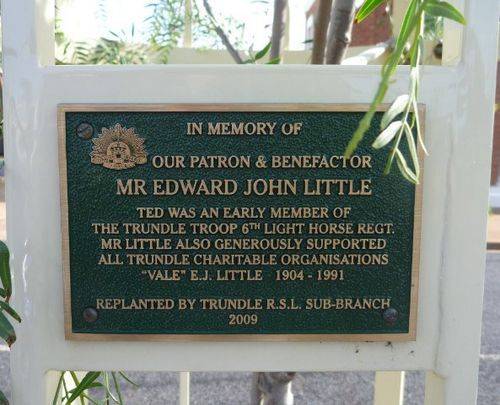 IN MEMORY OF
OUR PATRON & BENEFACTOR
MR EDWARD JOHN LITTLE
TED WAS AN EARLY MEMBER OF
THE TRUNDLE TROOP 6TH LIGHT HORSE REGT.
MR LITTLE ALSO GENEROUSLY SUPPORTED
ALL TRUNDLE CHARITABLE ORGANISATIONS
"VALE" E.J. LITTLE 1904 - 1991
REPLANTED BY TRUNDLE R.S.L. SUB-BRANCH
2009